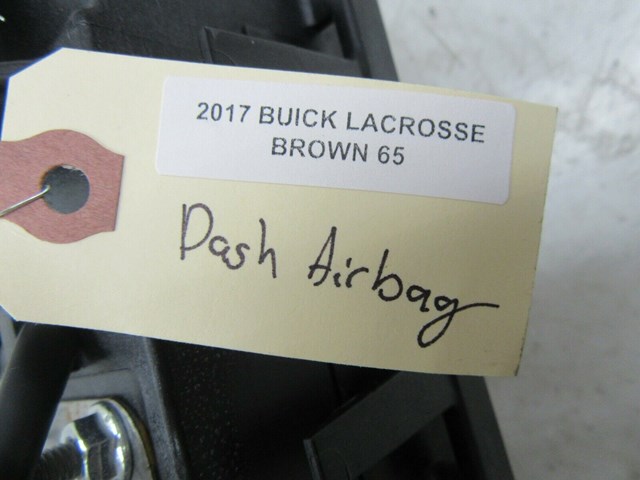 2017 BUICK LACROSSE
BROWN 65
Dash Airbag